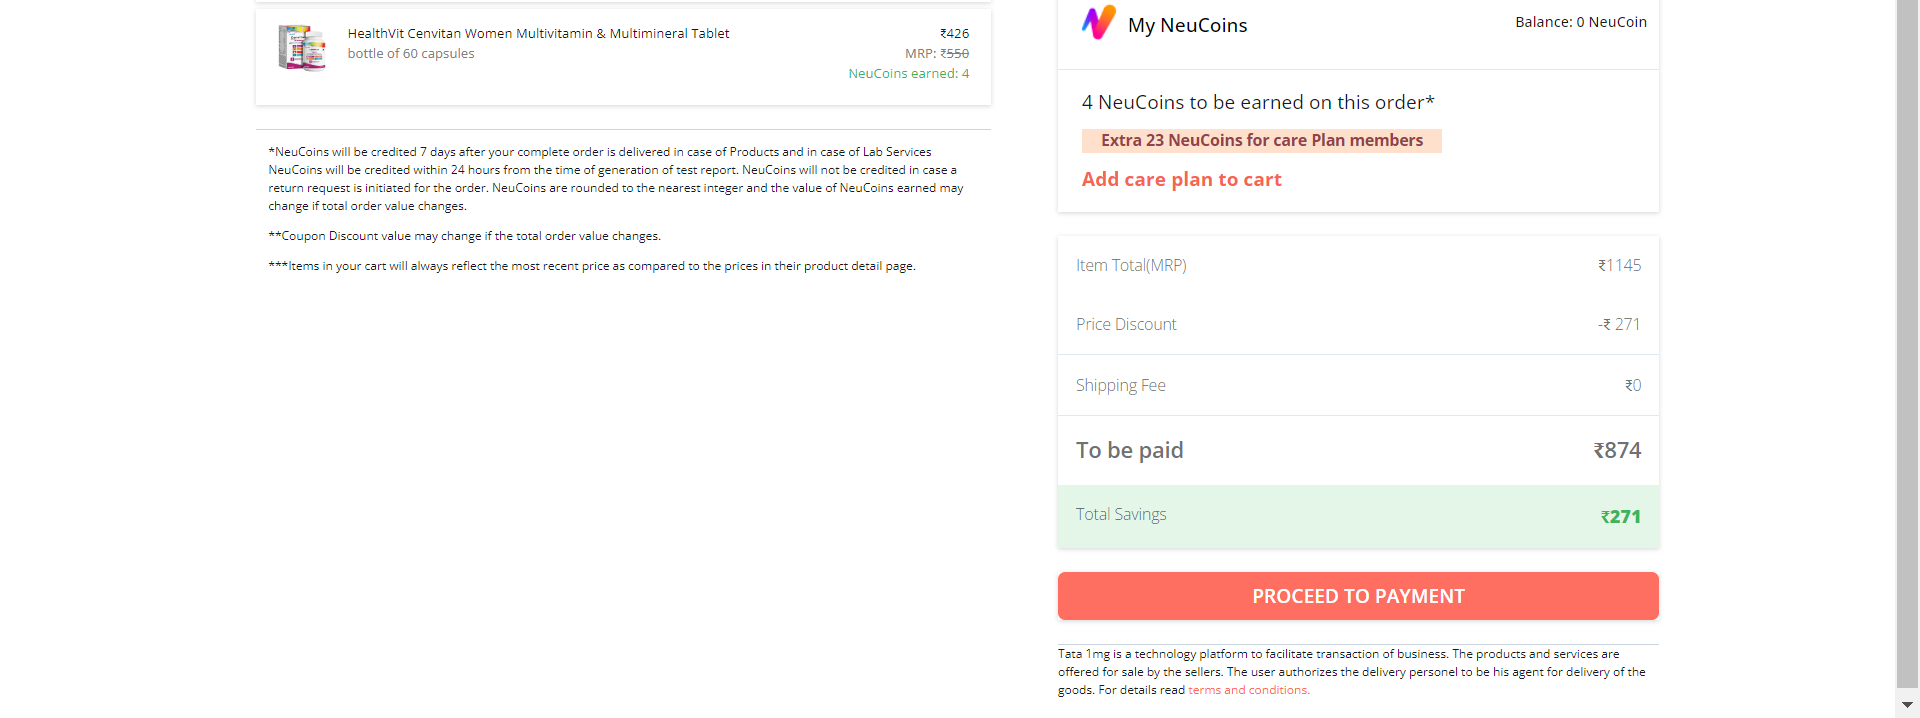 HealthVit Cenvitan Women Multivitamin & Multimineral Tablet
₹426
bottle of 60 capsules
MRP: ₹550
NeuCoins earned: 4
*NeuCoins will be credited 7 days after your complete order is delivered in case of Products and in case of Lab Services
NeuCoins will be credited within 24 hours from the time of generation of test report. NeuCoins will not be credited in case a
return request is initiated for the order. NeuCoins are rounded to the nearest integer and the value of NeuCoins earned may
change if total order value changes.
**Coupon Discount value may change if the total order value changes.
***Items in your cart will always reflect the most recent price as compared to the prices in their product detail page.
My NeuCoins
Balance: 0 NeuCoin
4 NeuCoins to be earned on this order*
Extra 23 NeuCoins for care Plan members
Add care plan to cart
Item Total(MRP)
₹1145
Price Discount
-₹ 271
Shipping Fee
₹0
To be paid
₹874
Total Savings
₹271
PROCEED TO PAYMENT
Tata 1mg is a technology platform to facilitate transaction of business. The products and services are
offered for sale by the sellers. The user authorizes the delivery personel to be his agent for delivery of the
goods. For details read terms and conditions.